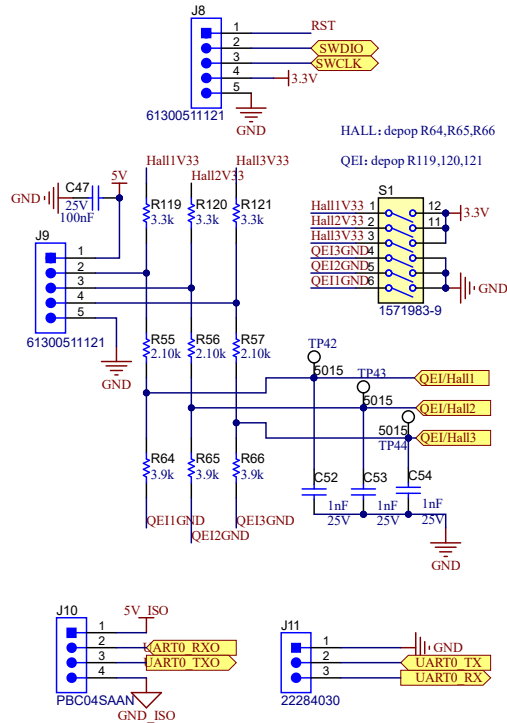 J8
1
RST
2
SWDIO
3
SWCLK
4
3.3V
5
61300511121
GND
HALL: depop R64,R65,R66
QEI: depop R119,120,121
Hall1V33
Hall2V33
Hall3V33
C47
5V
GND
25V
100nF
R119
3.3k
R120
3.3k
R121
3.3k
S1
Hall1V33
1
12
3.3V
Hall2V33
2
11
Hall3V33
3
QEI3GND
4
QEI2GND
5
GND
QEI1GND
6
1571983-9
J9
1
2
3
4
5
61300511121
GND
R55
2.10k
R56
2.10k
R57
2.10k
TP42
5015
TP43
5015
5015
TP44
QEI/Hall1
QEI/Hall2
QEI/Hall3
R64
3.9k
R65
3.9k
R66
3.9k
C52
1nF
25V
C53
1nF
25V
C54
1nF
25V
QEI1GND
QEI2GND
QEI3GND
GND
J10
5V_ISO
1
2
UART0_RXO
3
UART0_TXO
4
PBC04SAAN
GND_ISO
J11
1
GND
2
UART0_TX
3
UART0_RX
22284030